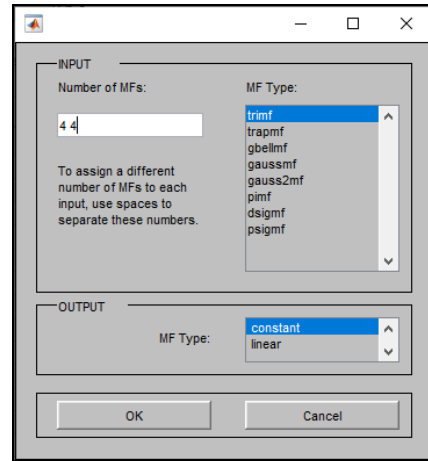 INPUT
Number of MFs:
4 4
To assign a different
number of MFs to each
input, use spaces to
separate these numbers.
MF Type:
trimf
trapmf
gbellmf
gaussmf
gauss2mf
pimf
dsigmf
psigmf
OUTPUT
MF Type:
constant
linear
OK
Cancel